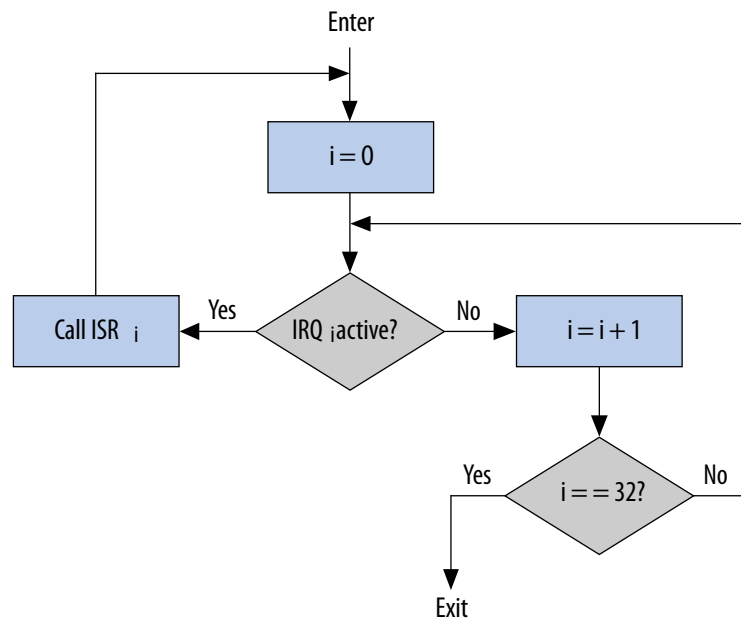 Enter
i = 0
Call ISR i
Yes
IRQ i active?
No
i = i + 1
Yes
i = = 32?
No
Exit